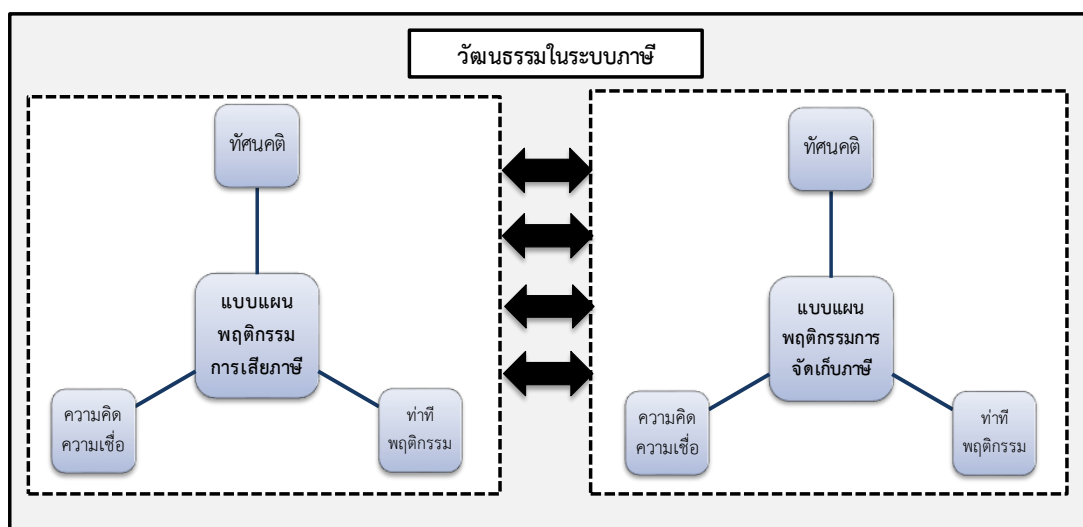 วัฒนธรรมในระบบภาษี
ทัศนคติ
แบบแผน
พฤติกรรม
การเสียภาษี
ความคิด
ความเชื่อ
ท่าที
พฤติกรรม
ทัศนคติ
แบบแผน
พฤติกรรมการ
จัดเก็บภาษี
ความคิด
ความเชื่อ
ท่าที
พฤติกรรม